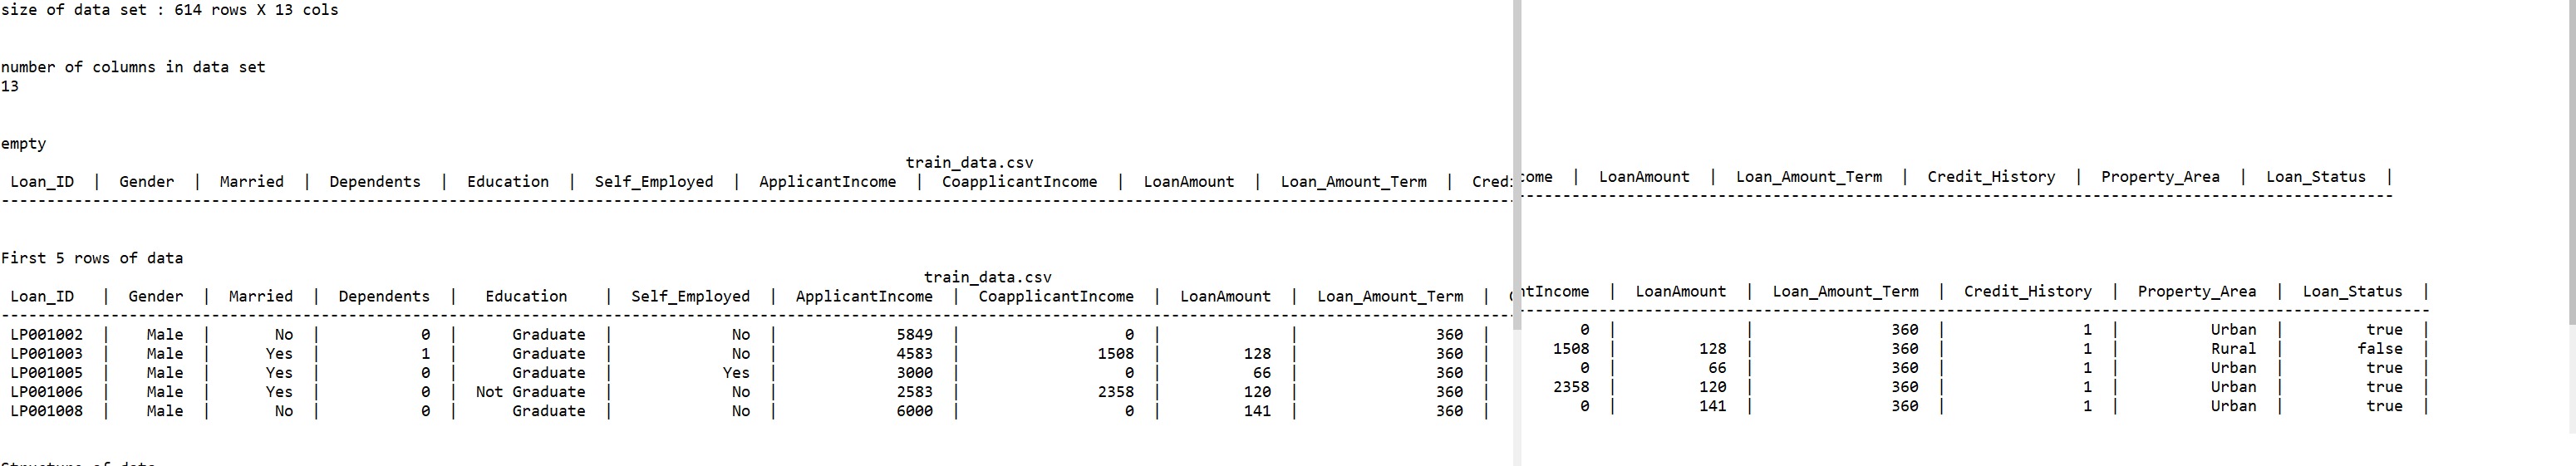 size of data set : 614 rows X 13 cols
number of columns in data set
13
empty
train_data.csv
Loan_ID | Gender | Married | Dependents | Education | Self_Employed | ApplicantIncome | CoapplicantIncome | LoanAmount | Loan_Amount_Term | Cred come | LoanAmount | Loan_Amount_Term | Credit_History | Property_Area | Loan_Status |
First 5 rows of data
train_data.csv
Loan_ID | Gender | Married | Dependents | Education | Self_Employed | ApplicantIncome | CoapplicantIncome | LoanAmount | Loan_Amount_Term | ntIncome | LoanAmount | Loan_Amount_Term | Credit_History | Property_Area | Loan_Status |
LP001002 | Male | No | 0 | Graduate | No | 5849 | 0 | | 360 | 0 | | 360 | 1 | Urban | true |
LP001003 | Male | Yes | 1 | Graduate | No | 4583 | 1508 | 128 | 360 | 1508 | 128 | 360 | 1 | Rural | false |
LP001005 | Male | Yes | 0 | Graduate | Yes | 3000 | 0 | 66 | 360 | 0 | 66 | 360 | 1 | Urban | true |
LP001006 | Male | Yes | 0 | Not Graduate | No | 2583 | 2358 | 120 | 360 | 2358 | 120 | 360 | 1 | Urban | true |
LP001008 | Male | No | 0 | Graduate | No | 6000 | 0 | 141 | 360 | 0 | 141 | 360 | 1 | Urban | true |